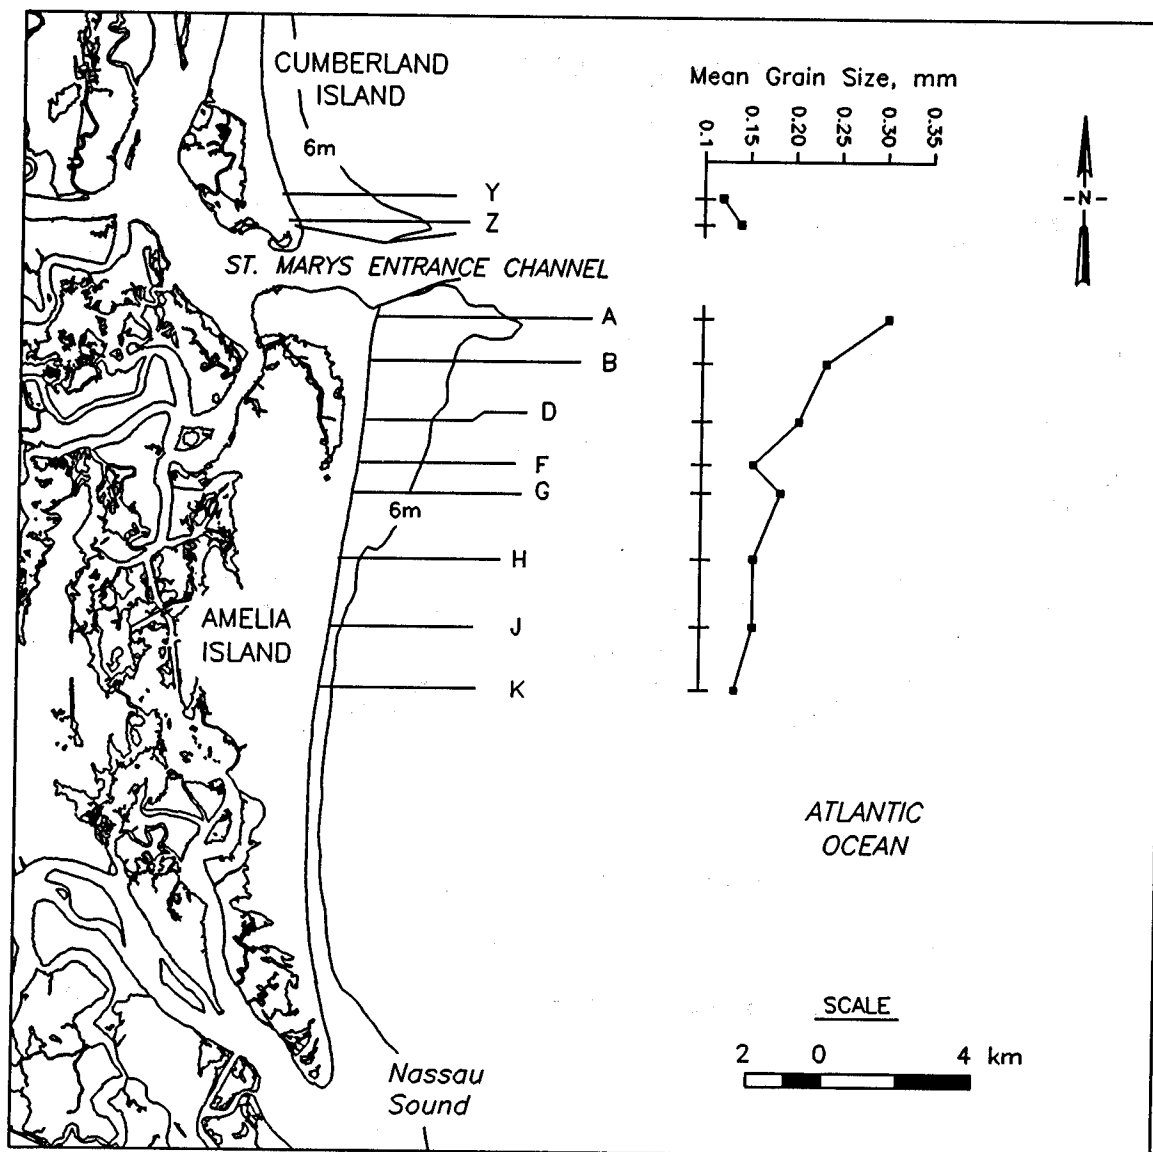 CUMBERLAND
ISLAND
Mean Grain Size, mm
0.1 0.15 0.20 0.25 0.30 0.35
6m
Y
Z
N
ST. MARYS ENTRANCE CHANNEL
A
B
D
F
G
6m
H
AMELIA
ISLAND
J
K
ATLANTIC
OCEAN
SCALE
2 0 4 km
Nassau
Sound